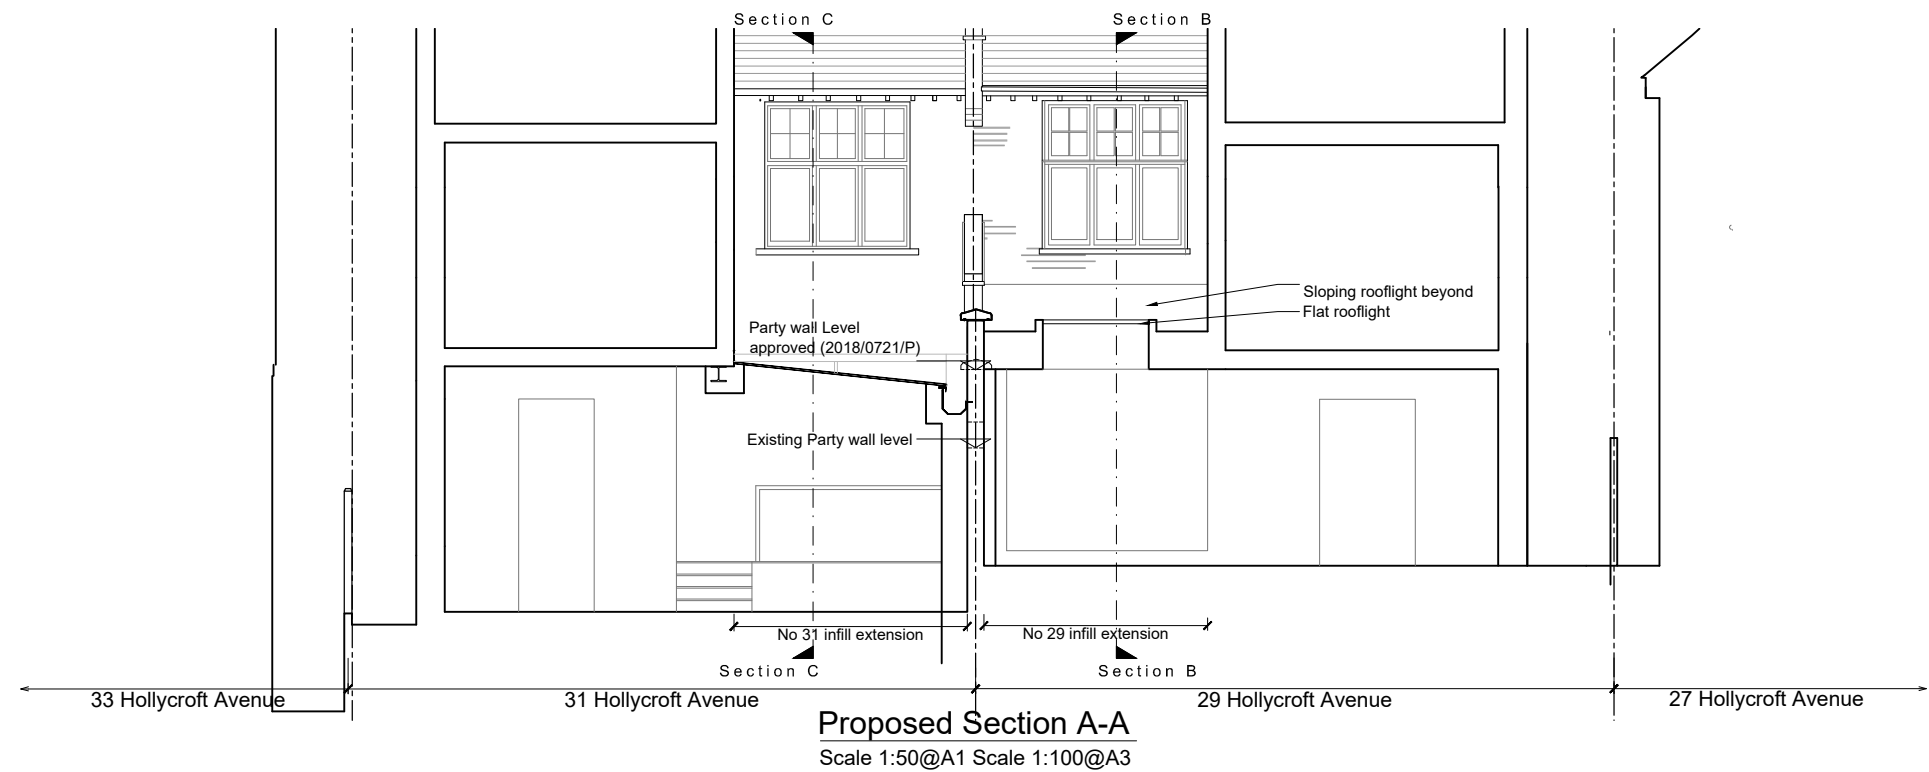 Section C
Section B
Sloping rooflight beyond
Flat rooflight
Party wall Level
approved (2018/0721/P)
Existing Party wall level
No 31 infill extension
No 29 infill extension
Section C
Section B
33 Hollycroft Avenue
31 Hollycroft Avenue
29 Hollycroft Avenue
27 Hollycroft Avenue
Proposed Section A-A
Scale 1:50@A1 Scale 1:100@A3